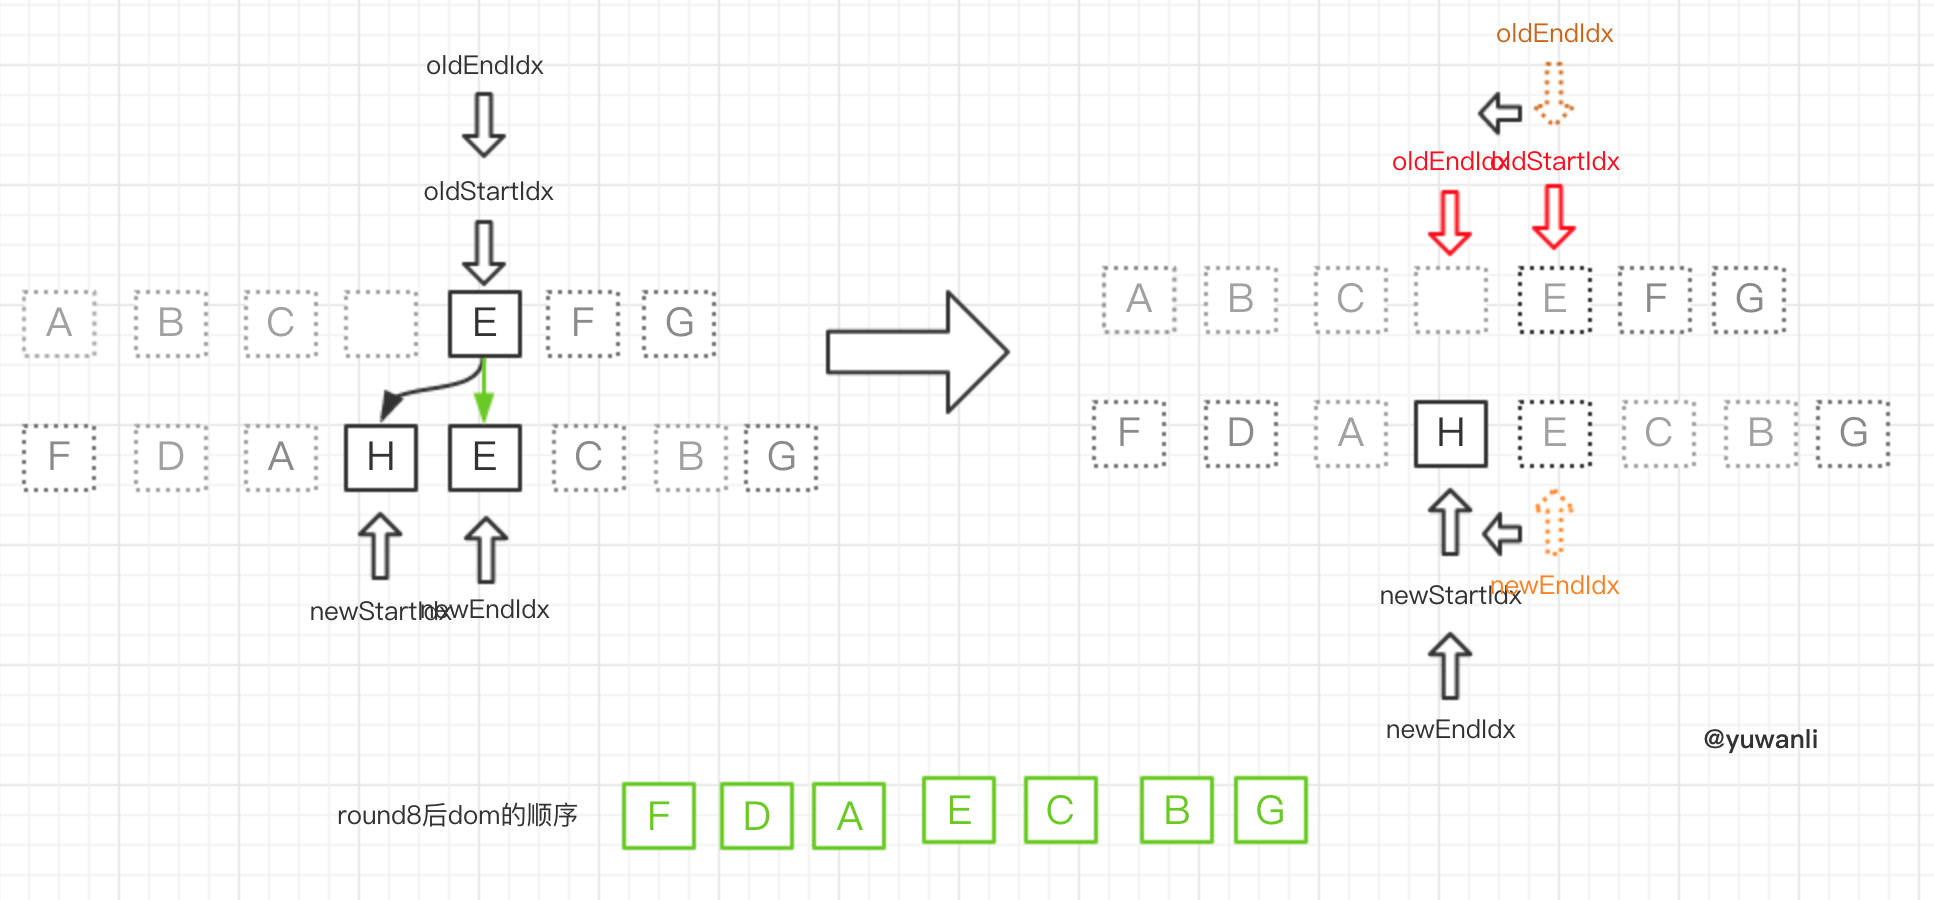 oldEndIdx
oldStartIdx
A B C E F G
F D A H E C B G
newStartIdx newEndIdx
oldEndIdx
oldEndIdx oldStartIdx
A B C E F G
F D A H E C B G
newStartIdx newEndIdx
newEndIdx
@yuwanli
round8后dom的顺序 F D A E C B G